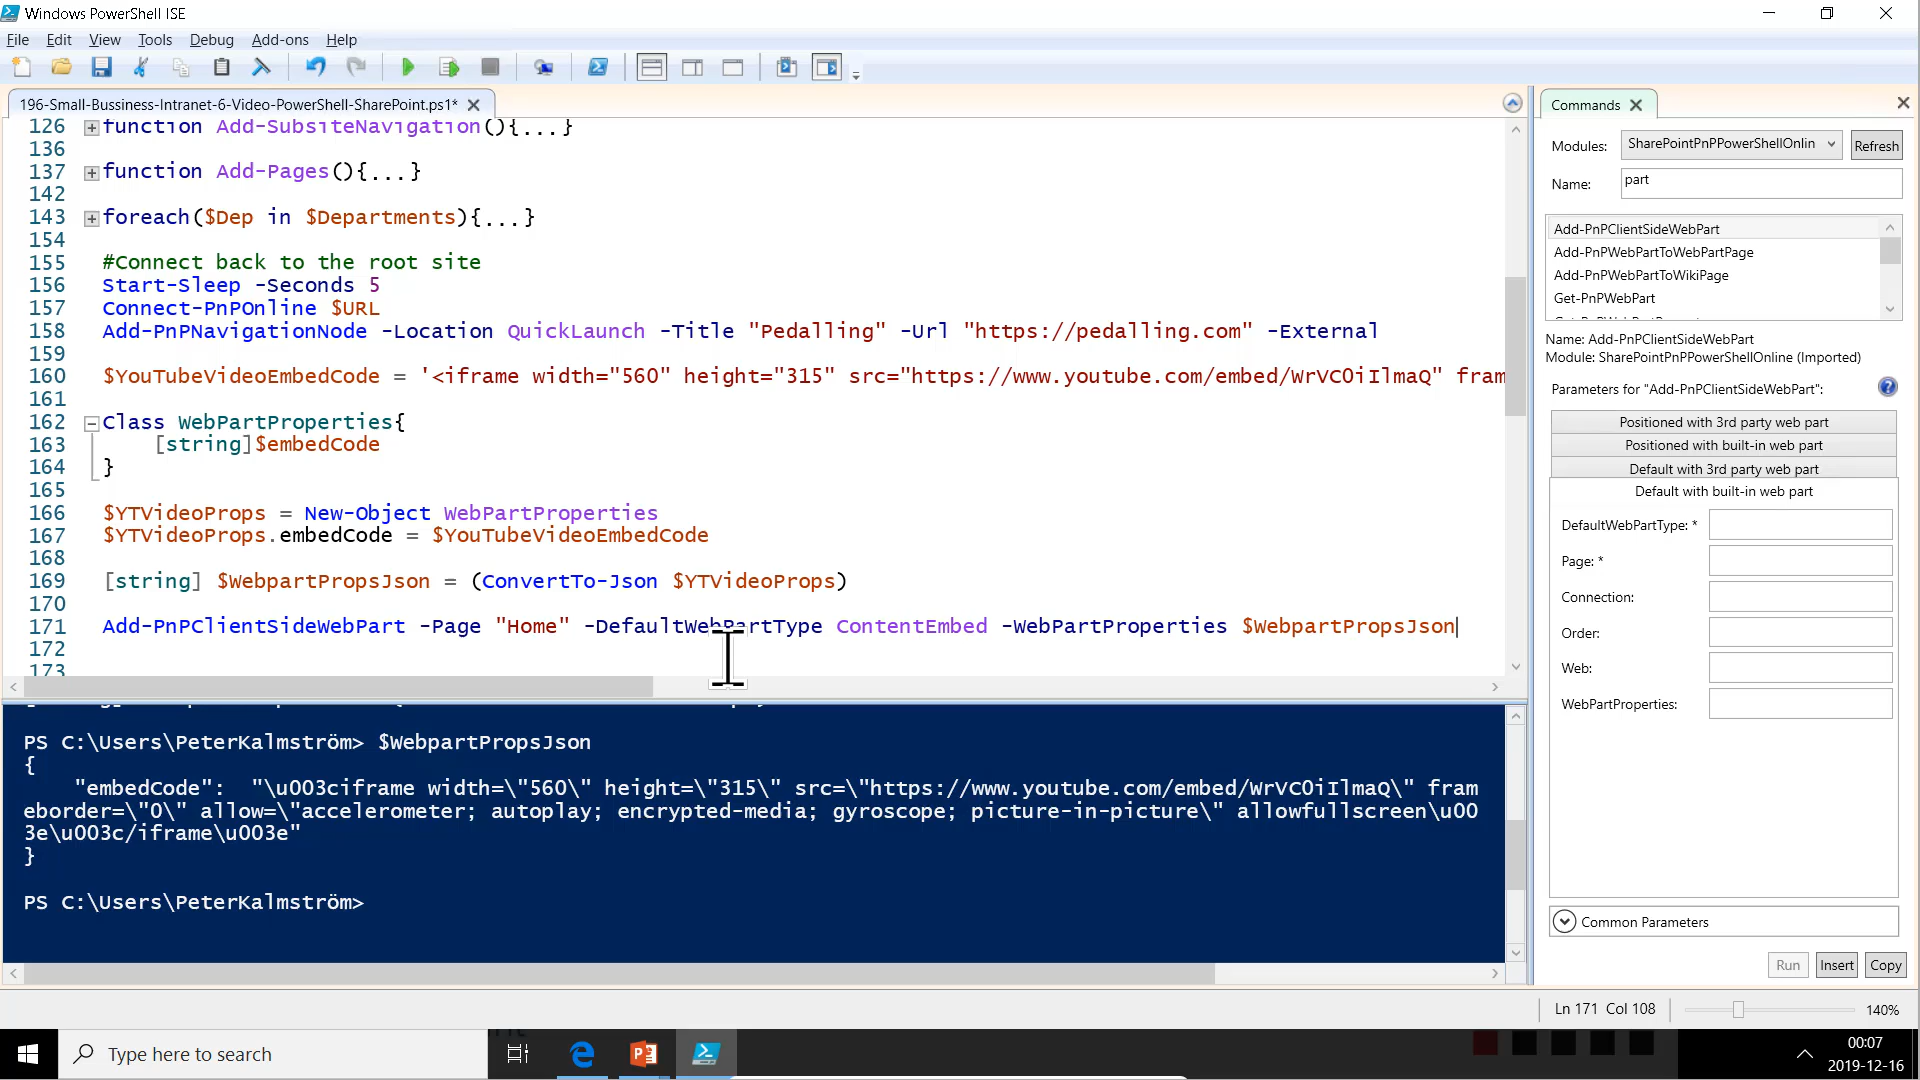 Windows PowerShell ISE
File Edit View Tools Debug Add-ons Help
196-Small-Bussiness-Intranet-6-Video-PowerShell-SharePoint.ps1*
126 function Add-SubsiteNavigation(){...}
136
137 function Add-Pages(){...}
142
143 foreach($Dep in $Departments){...}
154
155 #Connect back to the root site
156 Start-Sleep -Seconds 5
157 Connect-PnPOnline $URL
158 Add-PnPNavigationNode -Location QuickLaunch -Title "Pedalling" -Url "https://pedalling.com" -External
159
160 $YouTubeVideoEmbedCode = '<iframe width="560" height="315" src="https://www.youtube.com/embed/WrVC0iIlmaQ" fram
161
162 Class WebPartProperties{
163 [string]$embedCode
164 }
165
166 $YTVideoProps = New-Object WebPartProperties
167 $YTVideoProps.embedCode = $YouTubeVideoEmbedCode
168
169 [string] $WebpartPropsJson = (ConvertTo-Json $YTVideoProps)
170
171 Add-PnPClientSideWebPart -Page "Home" -DefaultWebPartType ContentEmbed -WebPartProperties $WebpartPropsJson
172
173
PS C:\Users\PeterKalmström> $WebpartPropsJson
{
"embedCode": "\u003ciframe width=\"560\" height=\"315\" src=\"https://www.youtube.com/embed/WrVC0iIlmaQ\" fram
eborder=\"0\" allow=\"accelerometer; autoplay; encrypted-media; gyroscope; picture-in-picture\" allowfullscreen\u00
3e\u003c/iframe\u003e"
}
PS C:\Users\PeterKalmström>
Commands
Modules: SharePointPnPPowerShellOnlin Refresh
Name: part
Add-PnPClientSideWebPart
Add-PnPWebPartToWebPartPage
Add-PnPWebPartToWikiPage
Get-PnPWebPart
Name: Add-PnPClientSideWebPart
Module: SharePointPnPPowerShellOnline (Imported)
Parameters for "Add-PnPClientSideWebPart":
Positioned with 3rd party web part
Positioned with built-in web part
Default with 3rd party web part
Default with built-in web part
DefaultWebPartType: *
Page: *
Connection:
Order:
Web:
WebPartProperties:
Common Parameters
Run Insert Copy
Ln 171 Col 108 140%
Type here to search
00:07
2019-12-16